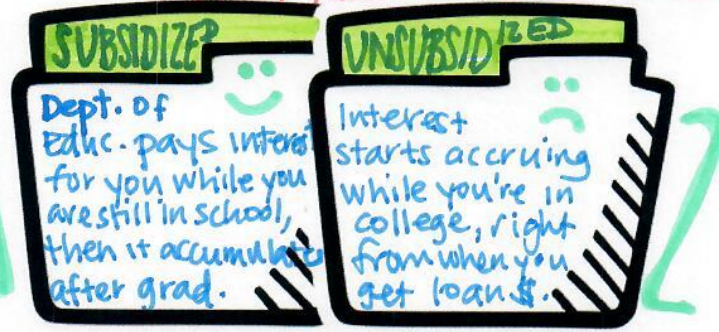 SUBSIDIZED
Dept. of
Educ. pays interest
for you while you
are still in school,
then it accumulates
after grad.
UNSUBSIDIZED
Interest
starts accruing
while you're in
college, right
from when you
get loan $.